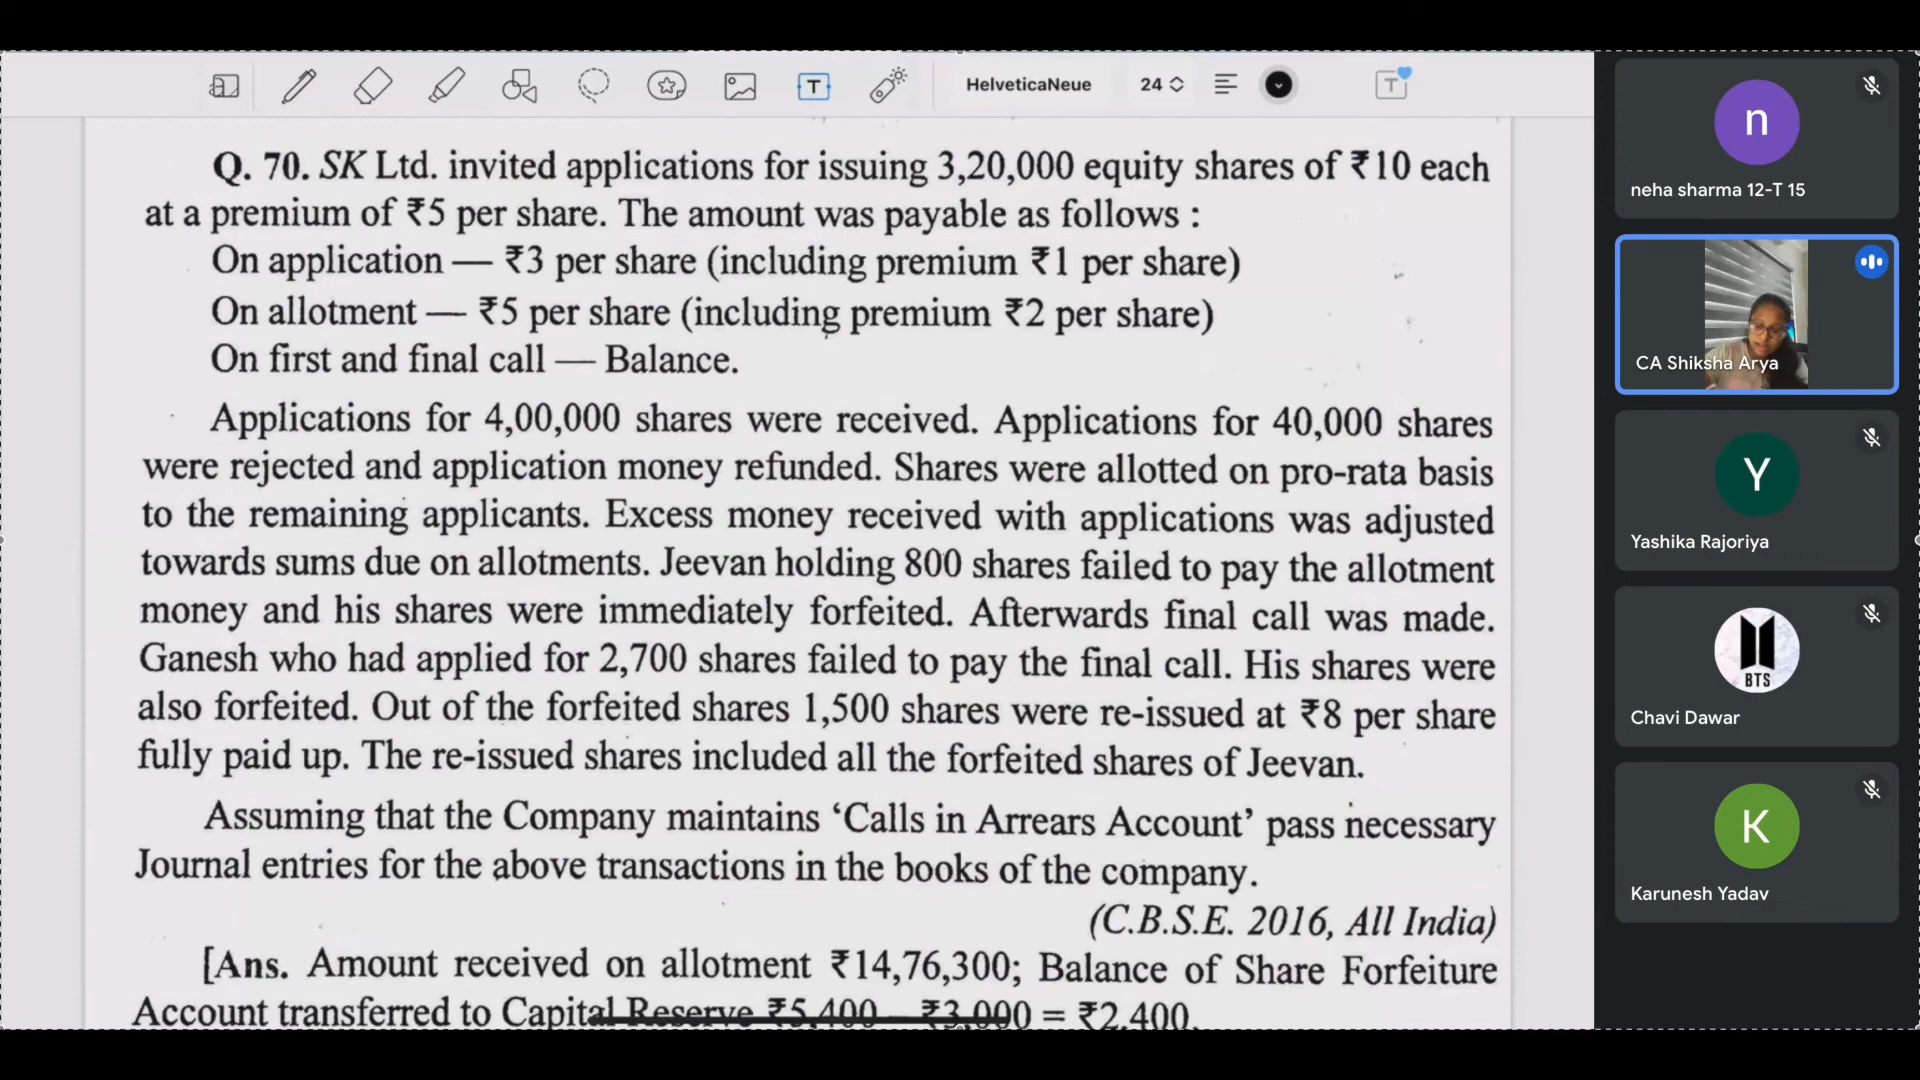 HelveticaNeue 24
Q. 70. SK Ltd. invited applications for issuing 3,20,000 equity shares of ₹10 each
at a premium of ₹5 per share. The amount was payable as follows :
On application — ₹3 per share (including premium ₹1 per share)
On allotment — ₹5 per share (including premium ₹2 per share)
On first and final call — Balance.
Applications for 4,00,000 shares were received. Applications for 40,000 shares
were rejected and application money refunded. Shares were allotted on pro-rata basis
to the remaining applicants. Excess money received with applications was adjusted
towards sums due on allotments. Jeevan holding 800 shares failed to pay the allotment
money and his shares were immediately forfeited. Afterwards final call was made.
Ganesh who had applied for 2,700 shares failed to pay the final call. His shares were
also forfeited. Out of the forfeited shares 1,500 shares were re-issued at ₹8 per share
fully paid up. The re-issued shares included all the forfeited shares of Jeevan.
Assuming that the Company maintains ‘Calls in Arrears Account’ pass necessary
Journal entries for the above transactions in the books of the company.
(C.B.S.E. 2016, All India)
[Ans. Amount received on allotment ₹14,76,300; Balance of Share Forfeiture
Account transferred to Capital Reserve ₹5,400 – ₹3,000 = ₹2,400.
n
neha sharma 12-T 15
CA Shiksha Arya
Y
Yashika Rajoriya
BTS
Chavi Dawar
K
Karunesh Yadav